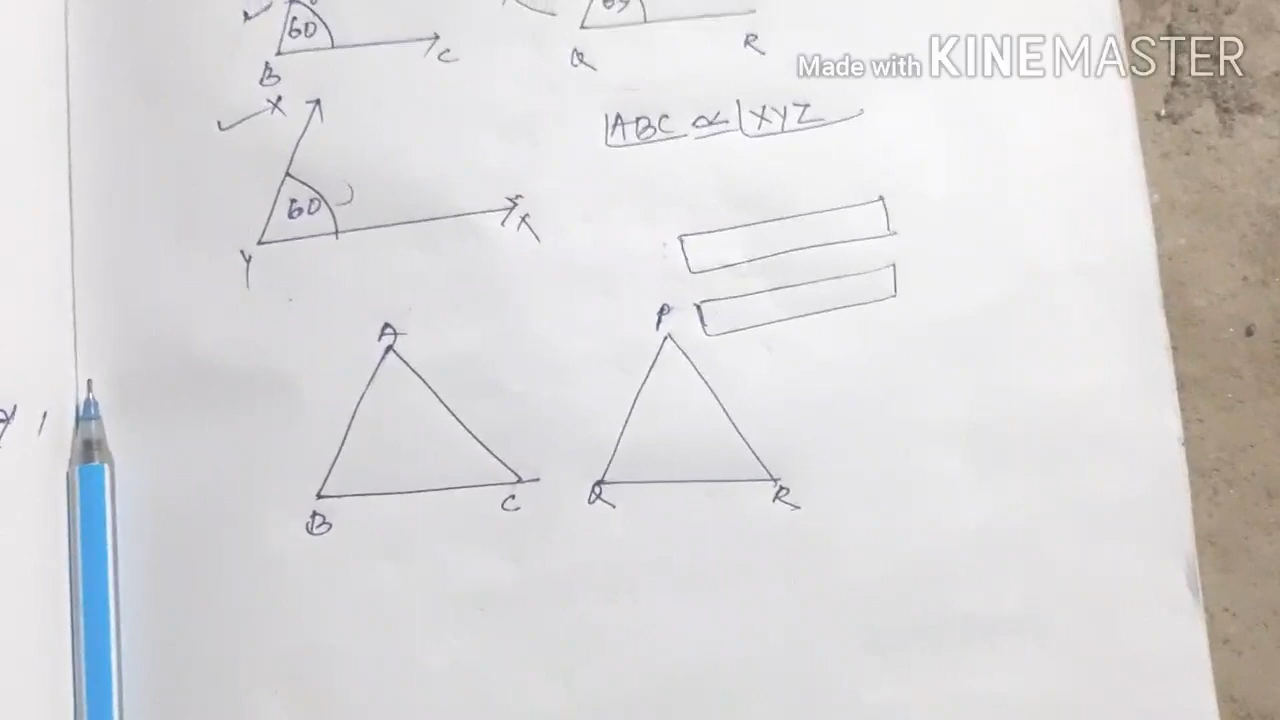 60
B
C
Q
R
Made with KINEMASTER
X
∠ABC ≅ ∠XYZ
60
Y
A
P
B
C
Q
R